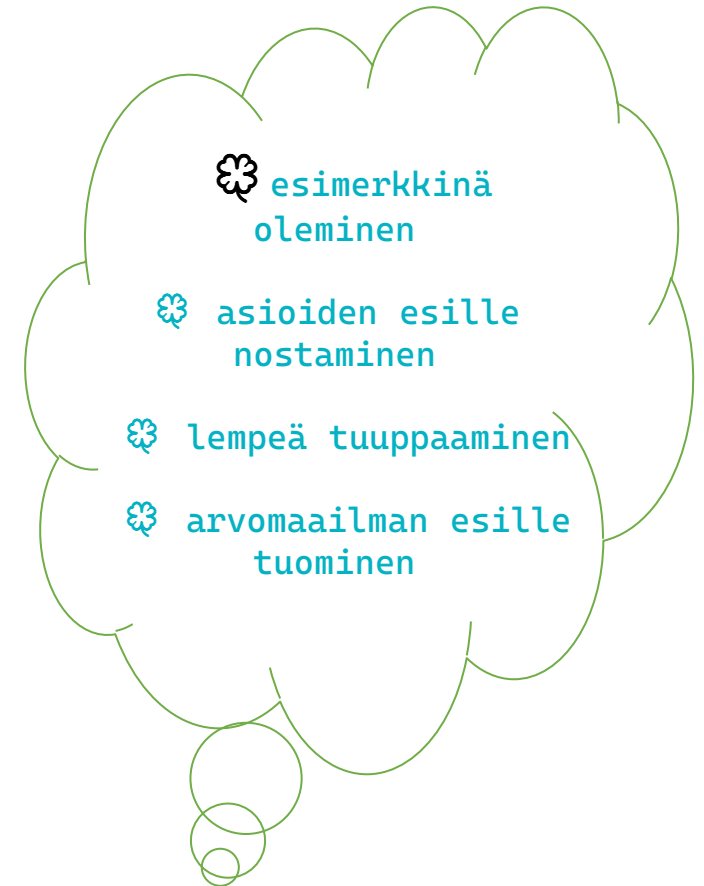 esimerkkinä
oleminen
asioiden esille
nostaminen
lempeä tuuppaaminen
arvomaailman esille
tuominen